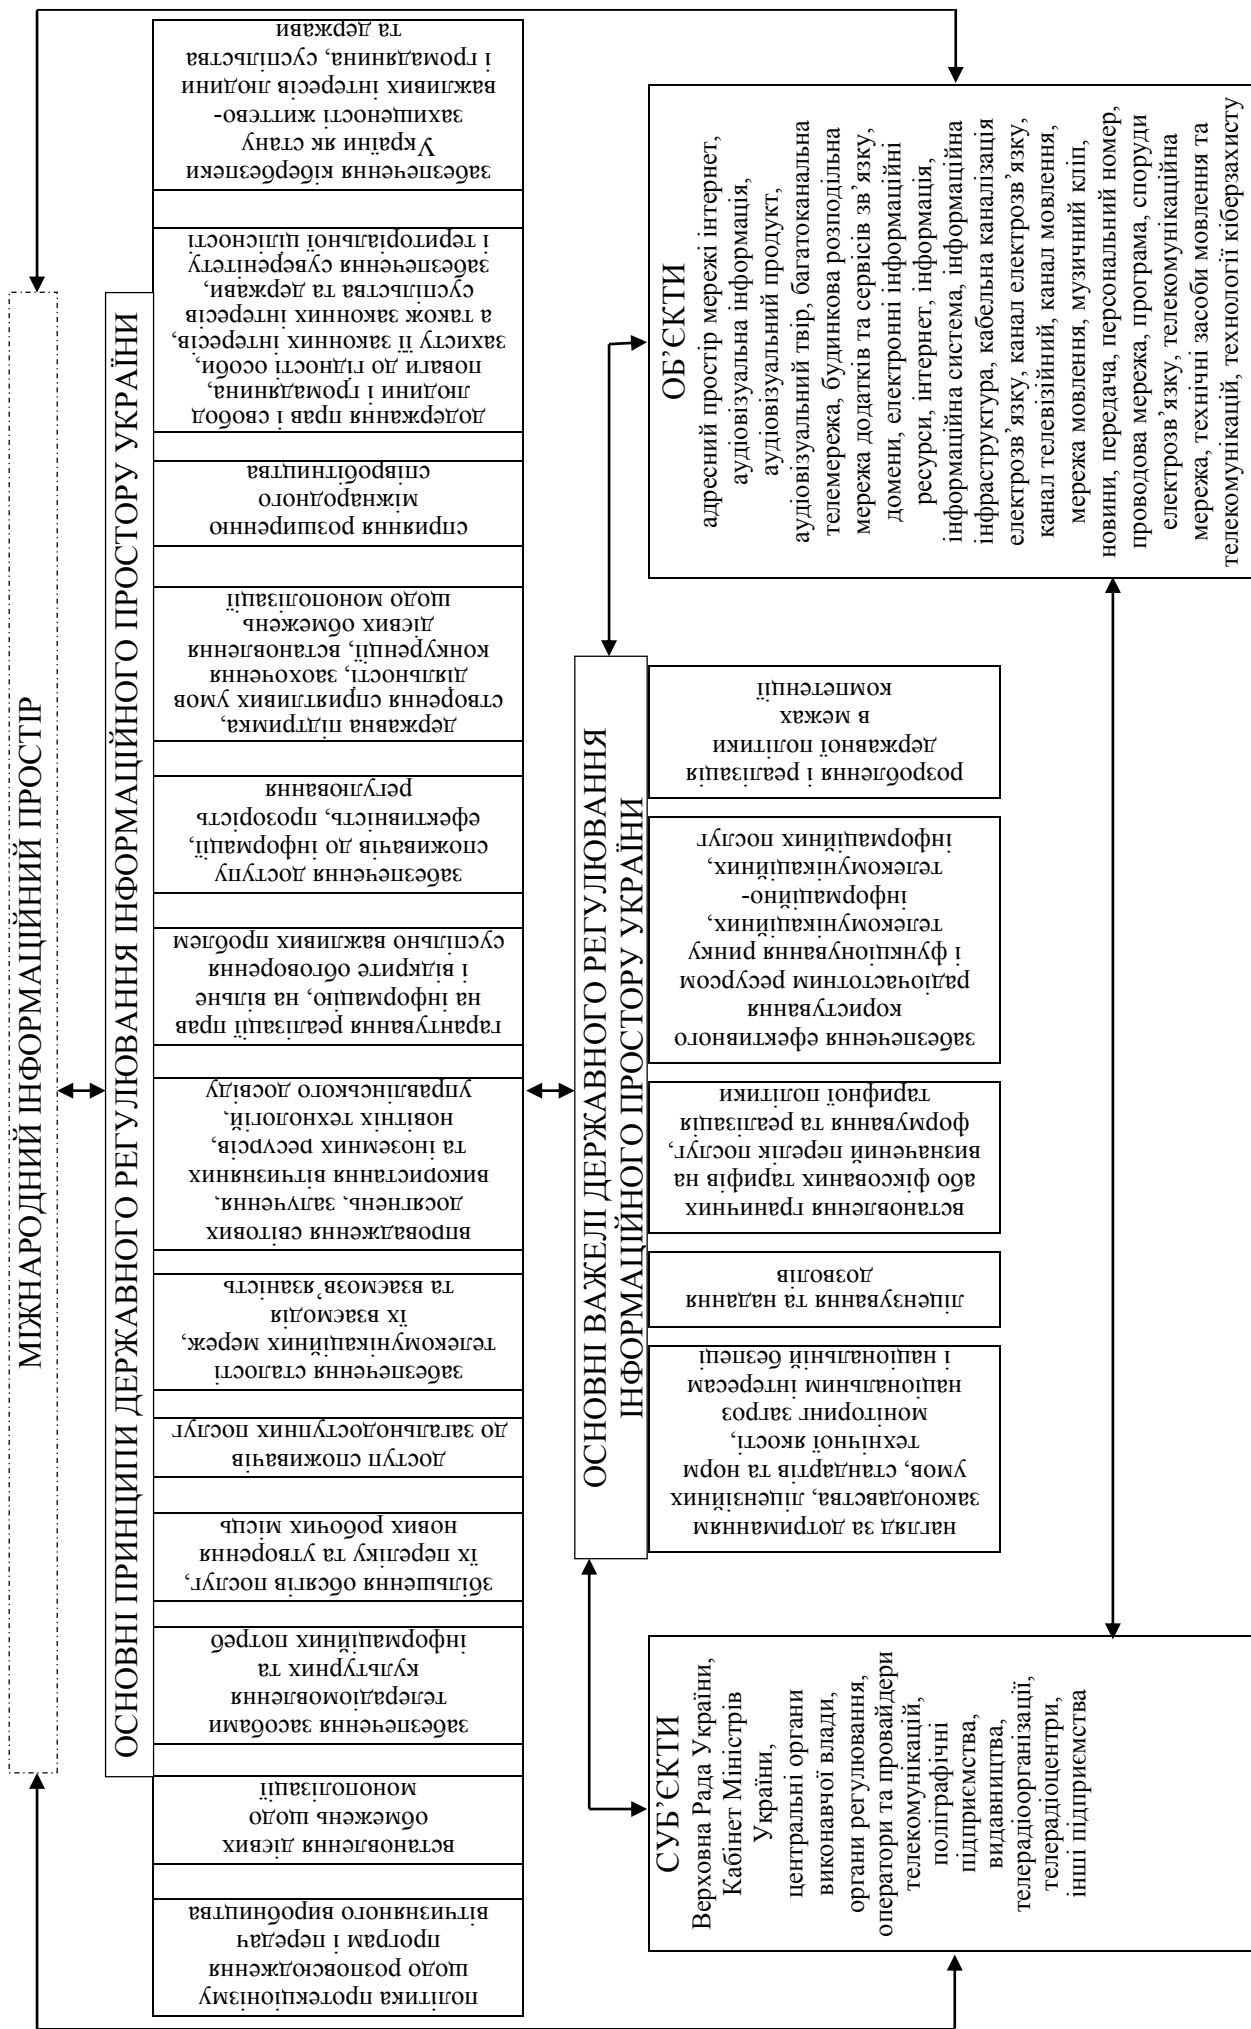 МІЖНАРОДНИЙ ІНФОРМАЦІЙНИЙ ПРОСТІР
ОСНОВНІ ПРИНЦИПИ ДЕРЖАВНОГО РЕГУЛЮВАННЯ ІНФОРМАЦІЙНОГО ПРОСТОРУ УКРАЇНИ
політика протекціонізму
щодо розповсюдження
програм і передач
вітчизняного виробництва
встановлення дієвих
обмежень щодо
монополізації
забезпечення засобами
телерадіомовлення
культурних та
інформаційних потреб
збільшення обсягів послуг,
їх переліку та утворення
нових робочих місць
доступ споживачів
до загальнодоступних послуг
забезпечення сталості
телекомунікаційних мереж,
їх взаємодія
та взаємозв’язаність
впровадження світових
досягнень, залучення,
використання вітчизняних
та іноземних ресурсів,
новітніх технологій,
управлінського досвіду
гарантування реалізації прав
на інформацію, на вільне
і відкрите обговорення
суспільно важливих проблем
забезпечення доступу
споживачів до інформації,
ефективність, прозорість
регулювання
державна підтримка,
створення сприятливих умов
діяльності, заохочення
конкуренції, встановлення
дієвих обмежень
щодо монополізації
сприяння розширенню
міжнародного
співробітництва
додержання прав і свобод
людини і громадянина,
поваги до гідності особи,
захисту її законних інтересів,
а також законних інтересів
суспільства та держави,
забезпечення суверенітету
і територіальної цілісності
забезпечення кібербезпеки
України як стану
захищеності життєво-
важливих інтересів людини
і громадянина, суспільства
та держави
ОСНОВНІ ВАЖЕЛІ ДЕРЖАВНОГО РЕГУЛЮВАННЯ
ІНФОРМАЦІЙНОГО ПРОСТОРУ УКРАЇНИ
нагляд за дотриманням
законодавства, ліцензійних
умов, стандартів та норм
технічної якості,
моніторинг загроз
національним інтересам
і національній безпеці
ліцензування та надання
дозволів
встановлення граничних
або фіксованих тарифів на
визначений перелік послуг,
формування та реалізація
тарифної політики
забезпечення ефективного
користування
радіочастотним ресурсом
і функціонування ринку
телекомунікаційних,
інформаційно-
телекомунікаційних,
інформаційних послуг
розроблення і реалізація
державної політики
в межах
компетенції
СУБ’ЄКТИ
Верховна Рада України,
Кабінет Міністрів
України,
центральні органи
виконавчої влади,
органи регулювання,
оператори та провайдери
телекомунікацій,
поліграфічні
підприємства,
видавництва,
телерадіоорганізації,
телерадіоцентри,
інші підприємства
ОБ’ЄКТИ
адресний простір мережі інтернет,
аудіовізуальна інформація,
аудіовізуальний продукт,
аудіовізуальний твір, багатоканальна
телемережа, будинкова розподільна
мережа додатків та сервісів зв’язку,
домени, електронні інформаційні
ресурси, інтернет, інформація,
інформаційна система, інформаційна
інфраструктура, кабельна каналізація
електрозв’язку, канал електрозв’язку,
канал телевізійний, канал мовлення,
мережа мовлення, музичний кліп,
новини, передача, персональний номер,
проводова мережа, програма, споруди
електрозв’язку, телекомунікаційна
мережа, технічні засоби мовлення та
телекомунікацій, технології кіберзахисту